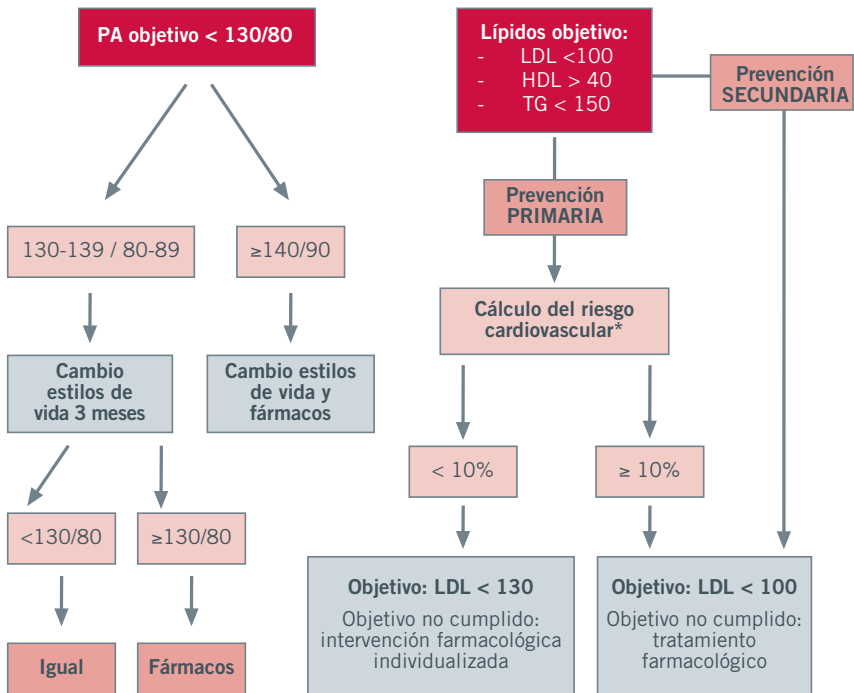 PA objetivo < 130/80
130-139 / 80-89
≥140/90
Cambio
estilos de
vida 3 meses
Cambio estilos
de vida y
fármacos
<130/80
≥130/80
Igual
Fármacos
Lípidos objetivo:
- LDL <100
- HDL > 40
- TG < 150
Prevención
SECUNDARIA
Prevención
PRIMARIA
Cálculo del riesgo
cardiovascular*
< 10%
≥ 10%
Objetivo: LDL < 130
Objetivo no cumplido:
intervención farmacológica
individualizada
Objetivo: LDL < 100
Objetivo no cumplido:
tratamiento
farmacológico